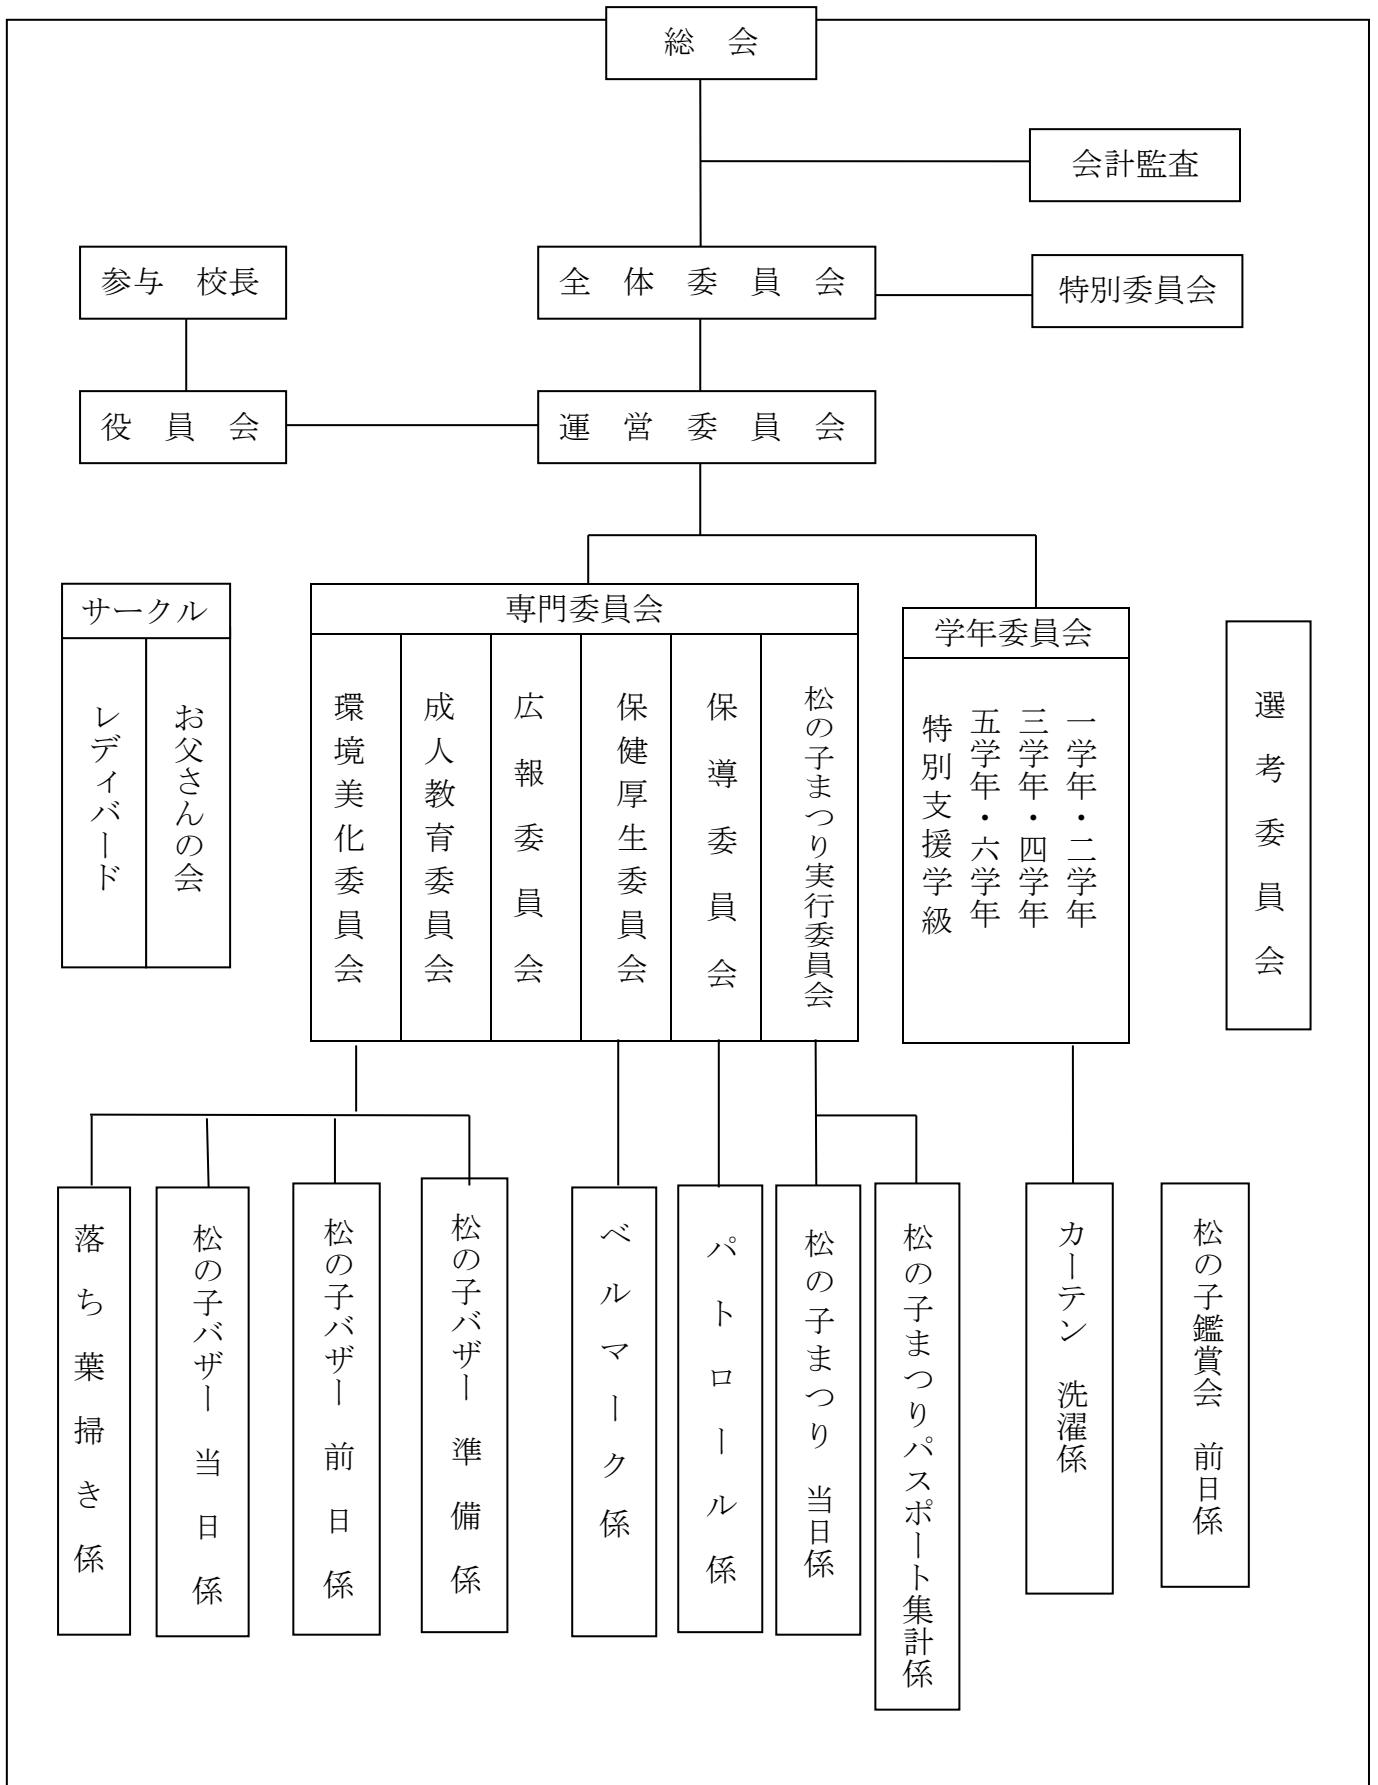 総　会
会計監査
参与　校長
全　体　委　員　会
特別委員会
役　員　会
運　営　委　員　会
サークル
レディバード
お父さんの会
専門委員会
環境美化委員会
成人教育委員会
広報委員会
保健厚生委員会
保導委員会
松の子まつり実行委員会
学年委員会
一学年・二学年
三学年・四学年
五学年・六学年
特別支援学級
選考委員会
落ち葉掃き係
松の子バザー　当日係
松の子バザー　前日係
松の子バザー　準備係
ベルマーク係
パトロール係
松の子まつり　当日係
松の子まつりパスポート集計係
カーテン　洗濯係
松の子鑑賞会　前日係